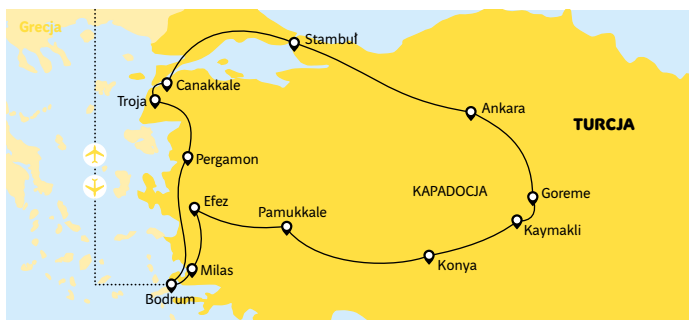 Grecja
Stambuł
Canakkale
Troja
Ankara
TURCJA
Pergamon
KAPADOCJA
Goreme
Efez
Pamukkale
Kaymakli
Konya
Milas
Bodrum